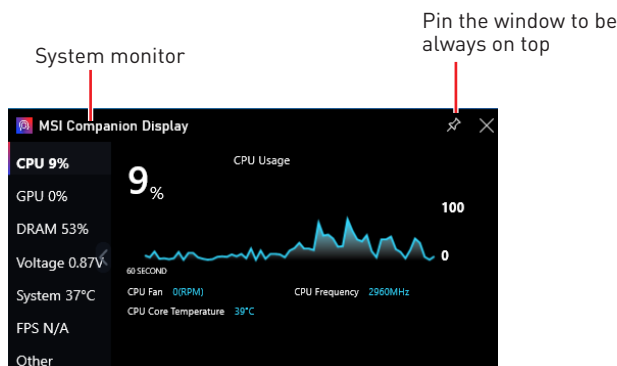 Pin the window to be
always on top
System monitor
MSI Companion Display
CPU 9%
GPU 0%
DRAM 53%
Voltage 0.87V
System 37°C
FPS N/A
Other
CPU Usage
9%
100
0
60 SECOND
CPU Fan 0(RPM) CPU Frequency 2960MHz
CPU Core Temperature 39°C